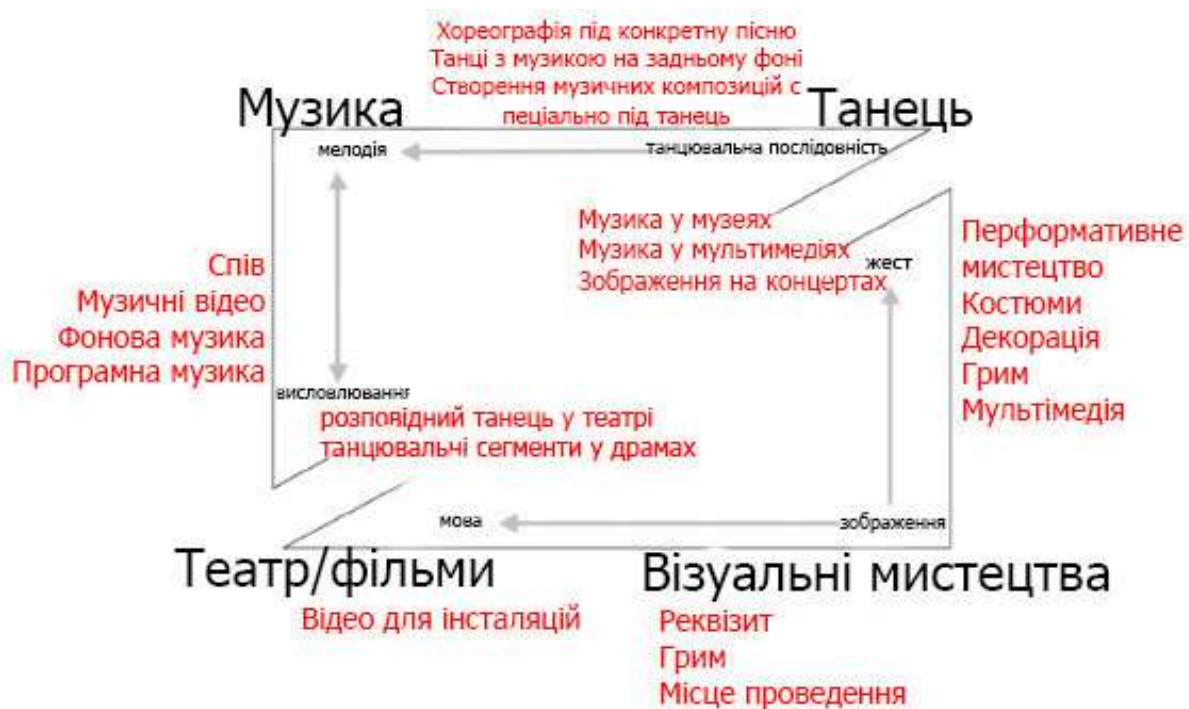 Хореографія під конкретну пісню
Танці з музикою на задньому фоні
Створення музичних композицій с
пеціально під танець
Музика
Танець
мелодія
танцювальна послідовність
Музика у музеях
Музика у мультимедіях
Зображення на концертах
жест
Перформативне
мистецтво
Костюми
Декорація
Грим
Мультімедія
Спів
Музичні відео
Фонова музика
Програмна музика
висловлювання
розповідний танець у театрі
танцювальчі сегменти у драмах
мова
зображення
Театр/фільми
Візуальні мистецтва
Відео для інсталяцій
Реквізит
Грим
Місце проведення